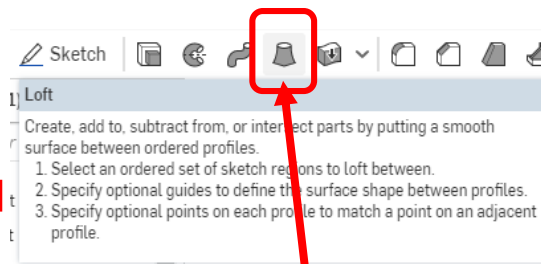 Sketch
1)
Loft
Create, add to, subtract from, or intersect parts by putting a smooth
surface between ordered profiles.
1. Select an ordered set of sketch regions to loft between.
2. Specify optional guides to define the surface shape between profiles.
3. Specify optional points on each profile to match a point on an adjacent
profile.
t
t